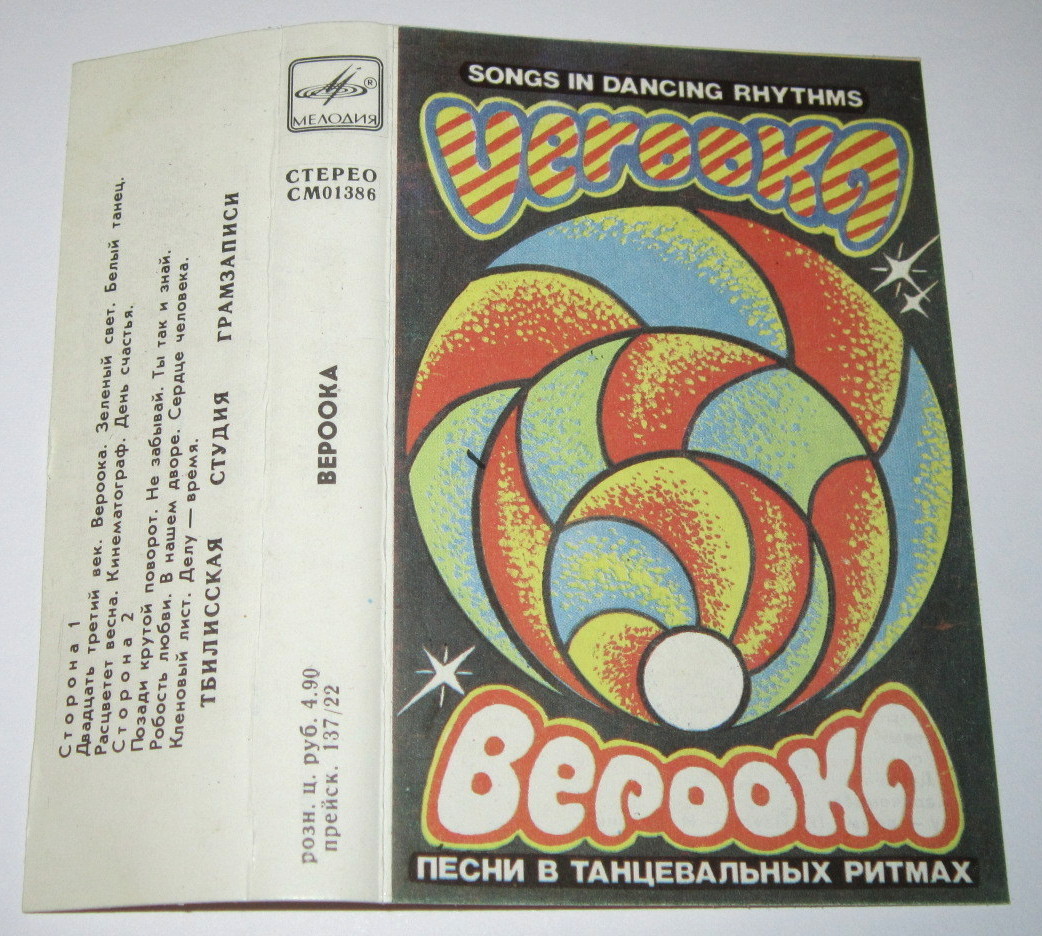 Сторона 1
Двадцать третий век. Вероока. Зеленый свет. Белый танец.
Расцветет весна. Кинематограф. День счастья.
Сторона 2
Позади крутой поворот. Не забывай. Ты так и знай.
Робость любви. В нашем дворе. Сердце человека.
Кленовый лист. Делу — время.
ТБИЛИССКАЯ СТУДИЯ ГРАМЗАПИСИ
®
МЕЛОДИЯ
СТЕРЕО
СМ01386
ВЕРООКА
розн. ц. руб. 4.90
прейск. 137/22
SONGS IN DANCING RHYTHMS
Verooka
Вероока
ПЕСНИ В ТАНЦЕВАЛЬНЫХ РИТМАХ